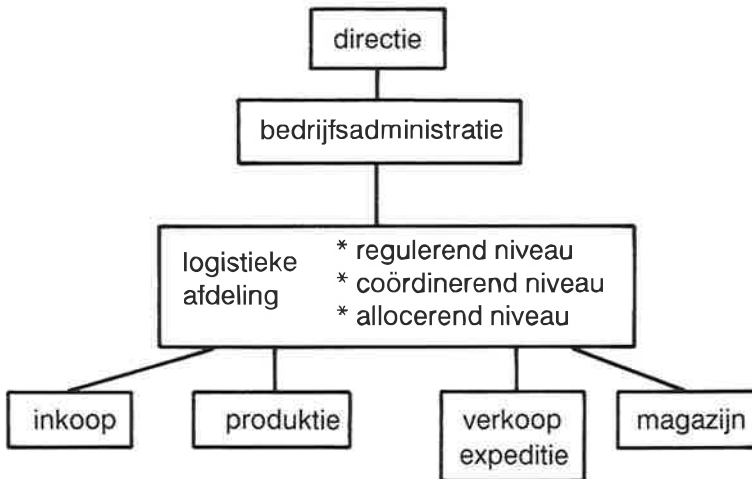 directie
bedrijfsadministratie
logistieke
afdeling
* regulerend niveau
* coördinerend niveau
* allocerend niveau
inkoop
produktie
verkoop
expeditie
magazijn